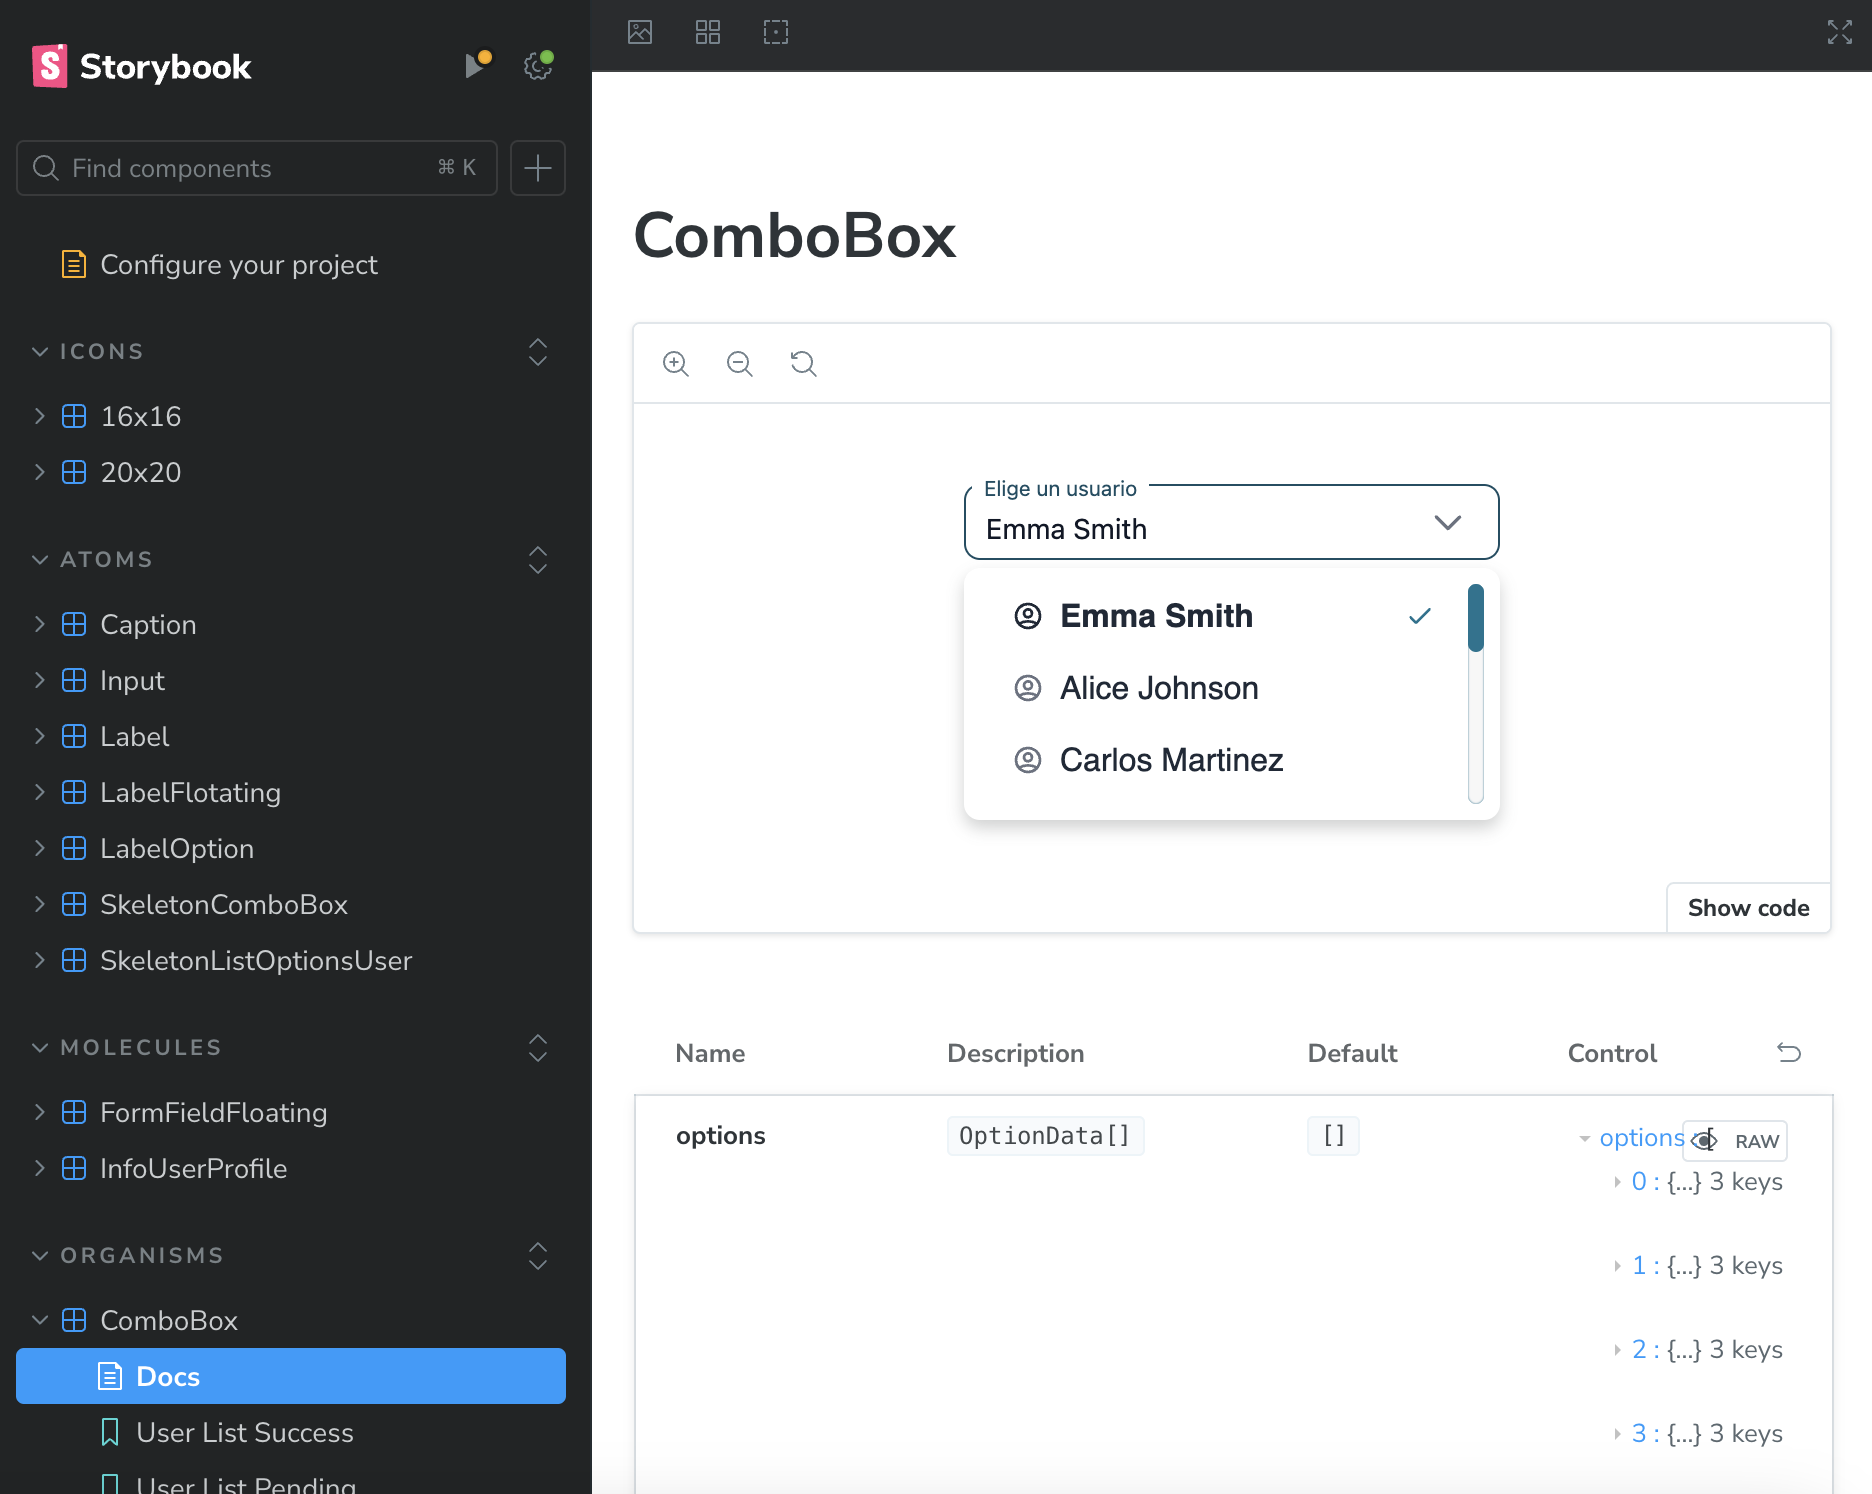 Storybook
Find components
⌘ K
Configure your project
ICONS
16x16
20x20
ATOMS
Caption
Input
Label
LabelFlotating
LabelOption
SkeletonComboBox
SkeletonListOptionsUser
MOLECULES
FormFieldFloating
InfoUserProfile
ORGANISMS
ComboBox
Docs
User List Success
User List Pending
ComboBox
Elige un usuario
Emma Smith
Emma Smith
Alice Johnson
Carlos Martinez
Show code
Name Description Default Control
options OptionData[] [] options : [ RAW
0 : {...} 3 keys
1 : {...} 3 keys
2 : {...} 3 keys
3 : {...} 3 keys